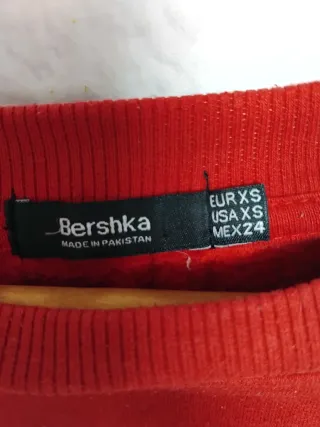 Bershka
MADE IN PAKISTAN
EUR XS
USA XS
MEX 24